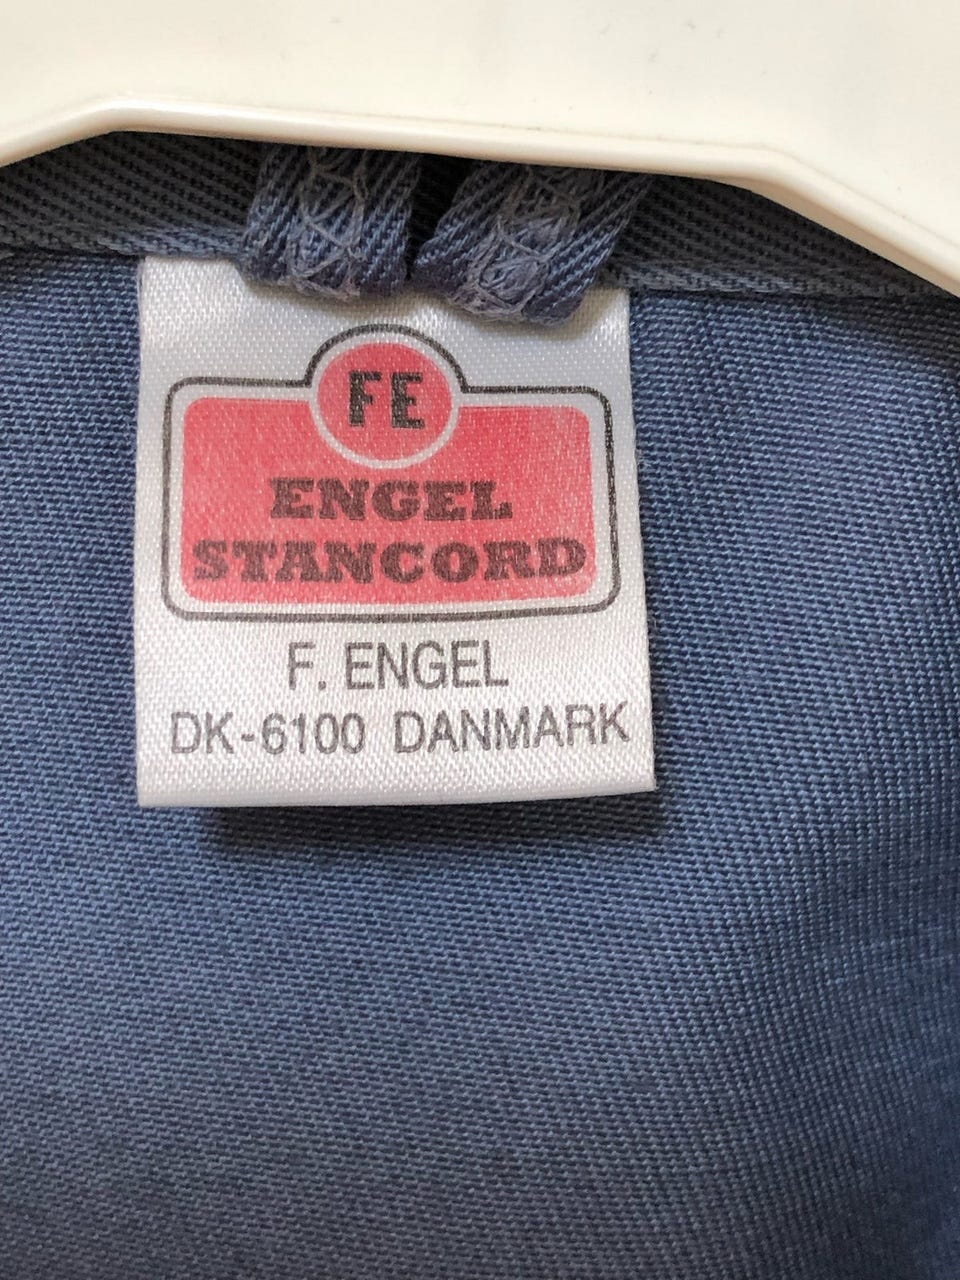 FE
ENGEL
STANCORD
F. ENGEL
DK-6100 DANMARK